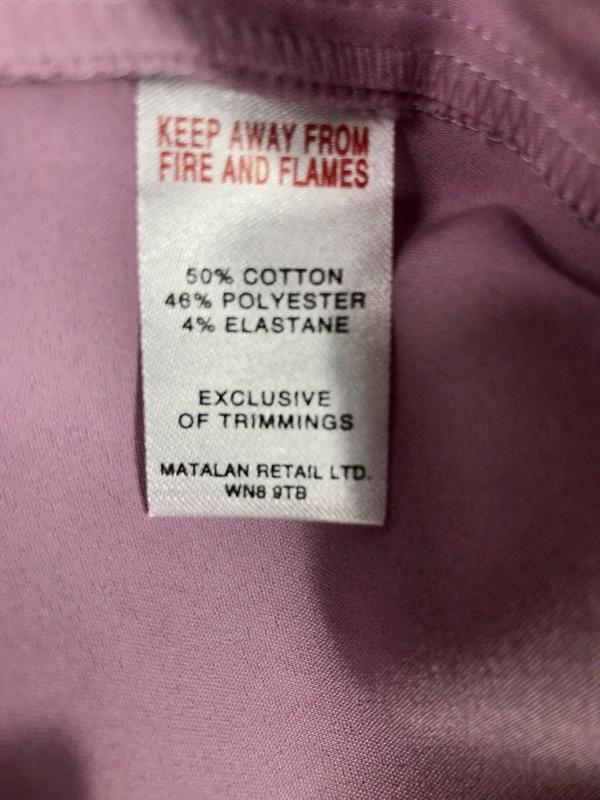 KEEP AWAY FROM
FIRE AND FLAMES
50% COTTON
46% POLYESTER
4% ELASTANE
EXCLUSIVE
OF TRIMMINGS
MATALAN RETAIL LTD.
WN8 9TB